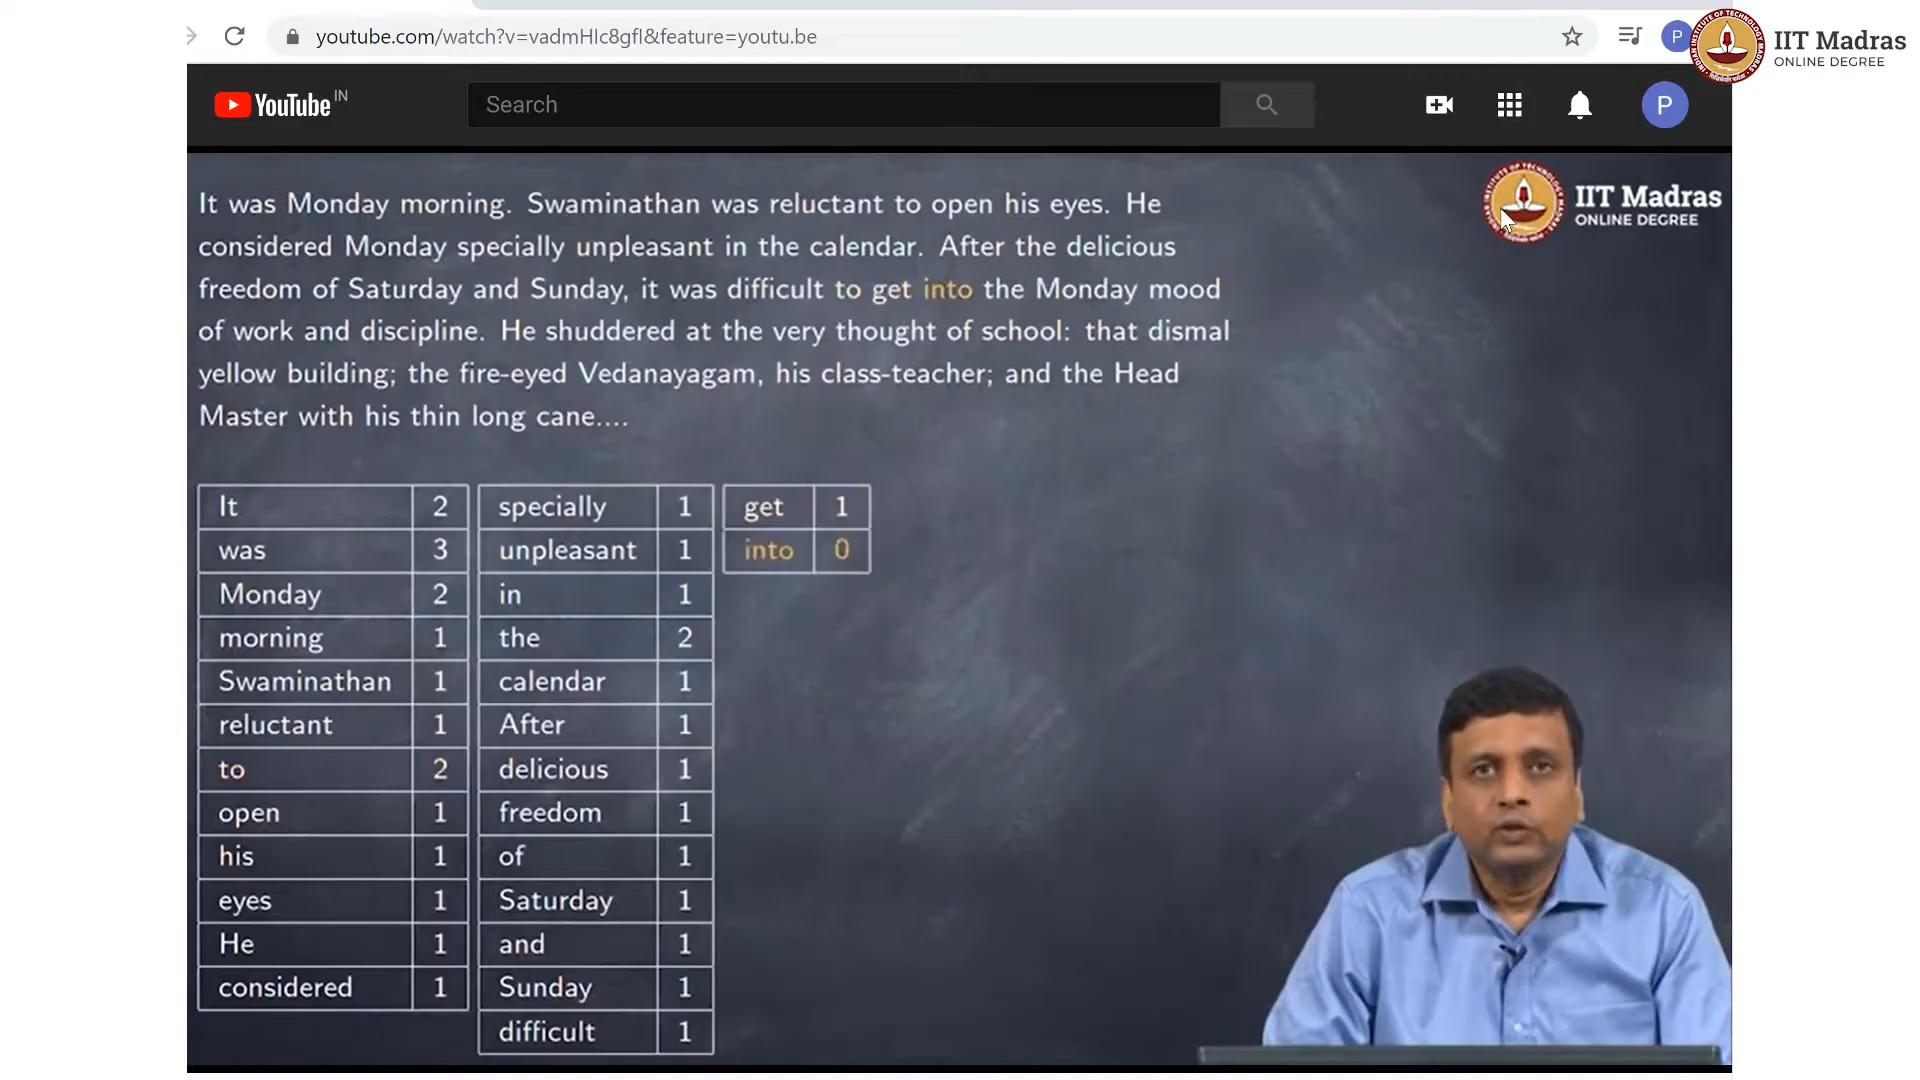 youtube.com/watch?v=vadmHlc8gfI&feature=youtu.be
P
IIT Madras
ONLINE DEGREE
YouTube IN
Search
P
IIT Madras
ONLINE DEGREE
It was Monday morning. Swaminathan was reluctant to open his eyes. He
considered Monday specially unpleasant in the calendar. After the delicious
freedom of Saturday and Sunday, it was difficult to get into the Monday mood
of work and discipline. He shuddered at the very thought of school: that dismal
yellow building; the fire-eyed Vedanayagam, his class-teacher; and the Head
Master with his thin long cane....
It 2
was 3
Monday 2
morning 1
Swaminathan 1
reluctant 1
to 2
open 1
his 1
eyes 1
He 1
considered 1
specially 1
unpleasant 1
in 1
the 2
calendar 1
After 1
delicious 1
freedom 1
of 1
Saturday 1
and 1
Sunday 1
difficult 1
get 1
into 0